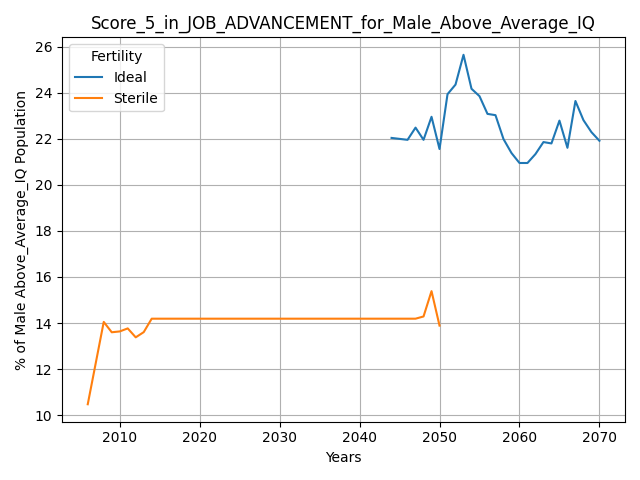 Score_5_in_JOB_ADVANCEMENT_for_Male_Above_Average_IQ
Fertility
Ideal
Sterile
% of Male Above_Average_IQ Population
26
24
22
20
18
16
14
12
10
2010 2020 2030 2040 2050 2060 2070
Years